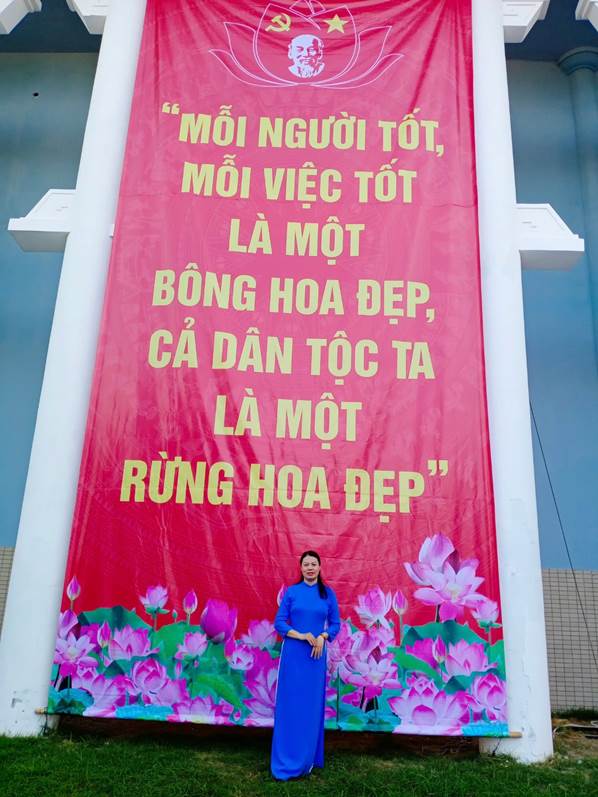 “MỖI NGƯỜI TỐT,
MỖI VIỆC TỐT
LÀ MỘT
BÔNG HOA ĐẸP,
CẢ DÂN TỘC TA
LÀ MỘT
RỪNG HOA ĐẸP”